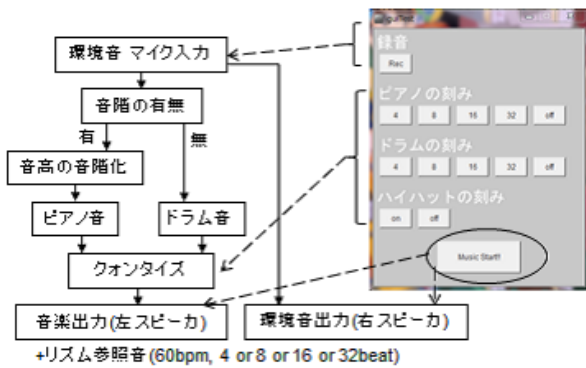 guiTest
環境音 マイク入力
音階の有無
有
無
音高の音階化
ピアノ音
ドラム音
クォンタイズ
音楽出力(左スピーカ)
環境音出力(右スピーカ)
+リズム参照音(60bpm, 4 or 8 or 16 or 32beat)
録音
Rec
ピアノの刻み
4 8 16 32 off
ドラムの刻み
4 8 16 32 off
ハイハットの刻み
on off
Music Start!!